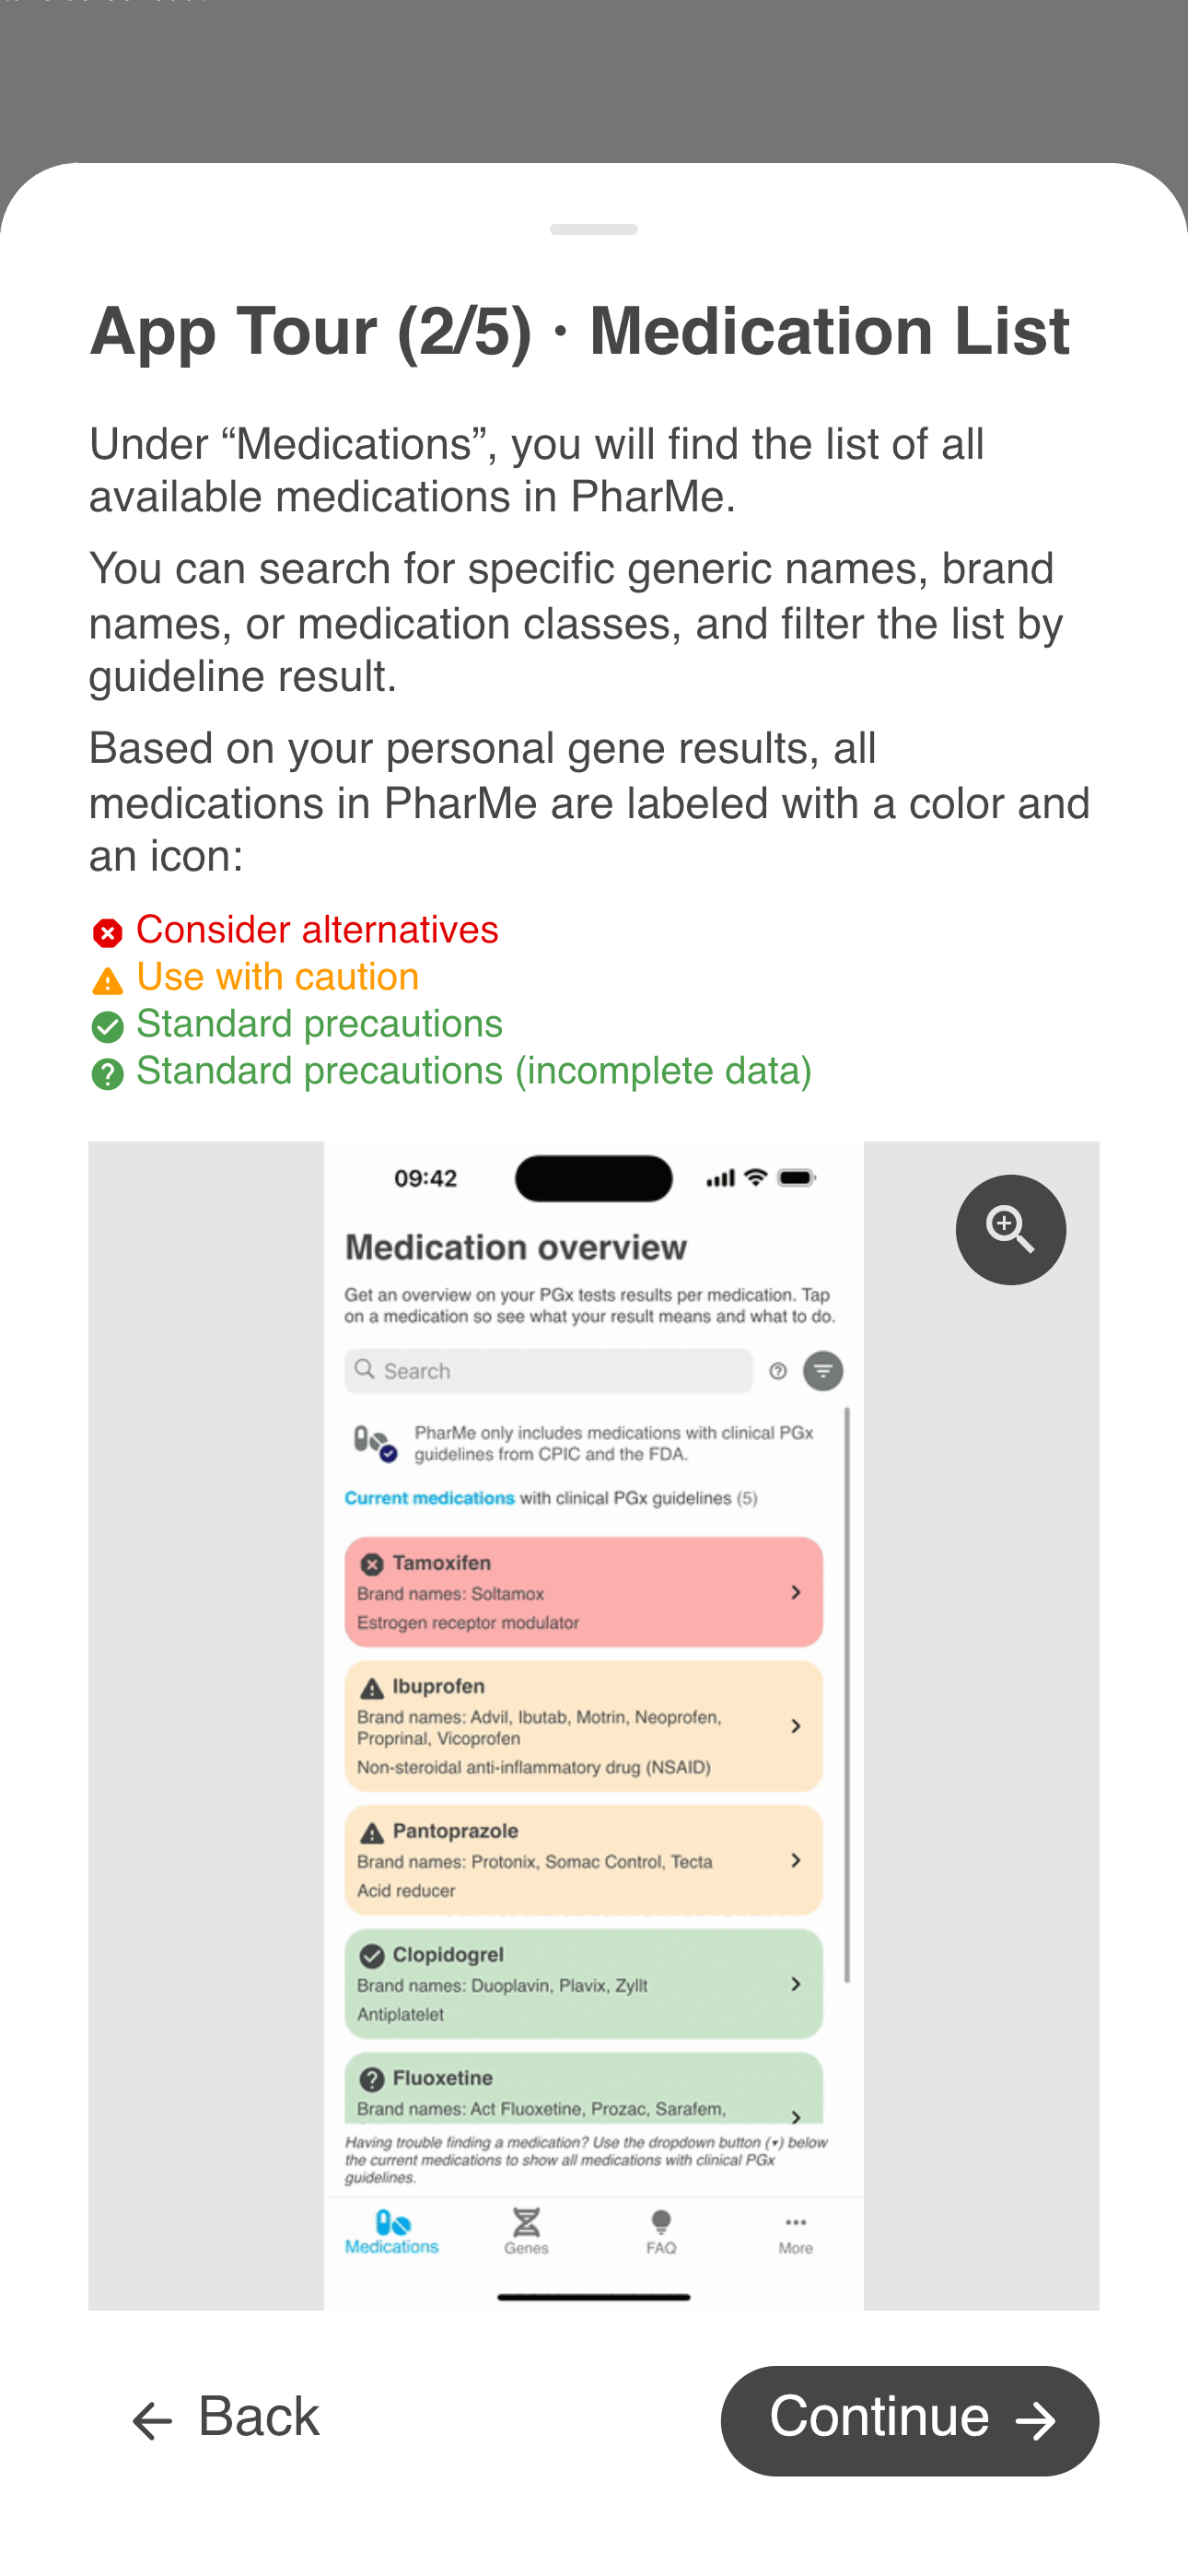 App Tour (2/5) · Medication List
Under “Medications”, you will find the list of all
available medications in PharMe.
You can search for specific generic names, brand
names, or medication classes, and filter the list by
guideline result.
Based on your personal gene results, all
medications in PharMe are labeled with a color and
an icon:
Consider alternatives
Use with caution
Standard precautions
Standard precautions (incomplete data)
09:42
Medication overview
Get an overview on your PGx tests results per medication. Tap
on a medication so see what your result means and what to do.
Search
PharMe only includes medications with clinical PGx
guidelines from CPIC and the FDA.
Current medications with clinical PGx guidelines (5)
Tamoxifen
Brand names: Soltamox
Estrogen receptor modulator
Ibuprofen
Brand names: Advil, Ibutab, Motrin, Neoprofen,
Proprinal, Vicoprofen
Non-steroidal anti-inflammatory drug (NSAID)
Pantoprazole
Brand names: Protonix, Somac Control, Tecta
Acid reducer
Clopidogrel
Brand names: Duoplavin, Plavix, Zyllt
Antiplatelet
Fluoxetine
Brand names: Act Fluoxetine, Prozac, Sarafem,
Having trouble finding a medication? Use the dropdown button (▾) below
the current medications to show all medications with clinical PGx
guidelines.
Medications Genes FAQ More
← Back Continue →